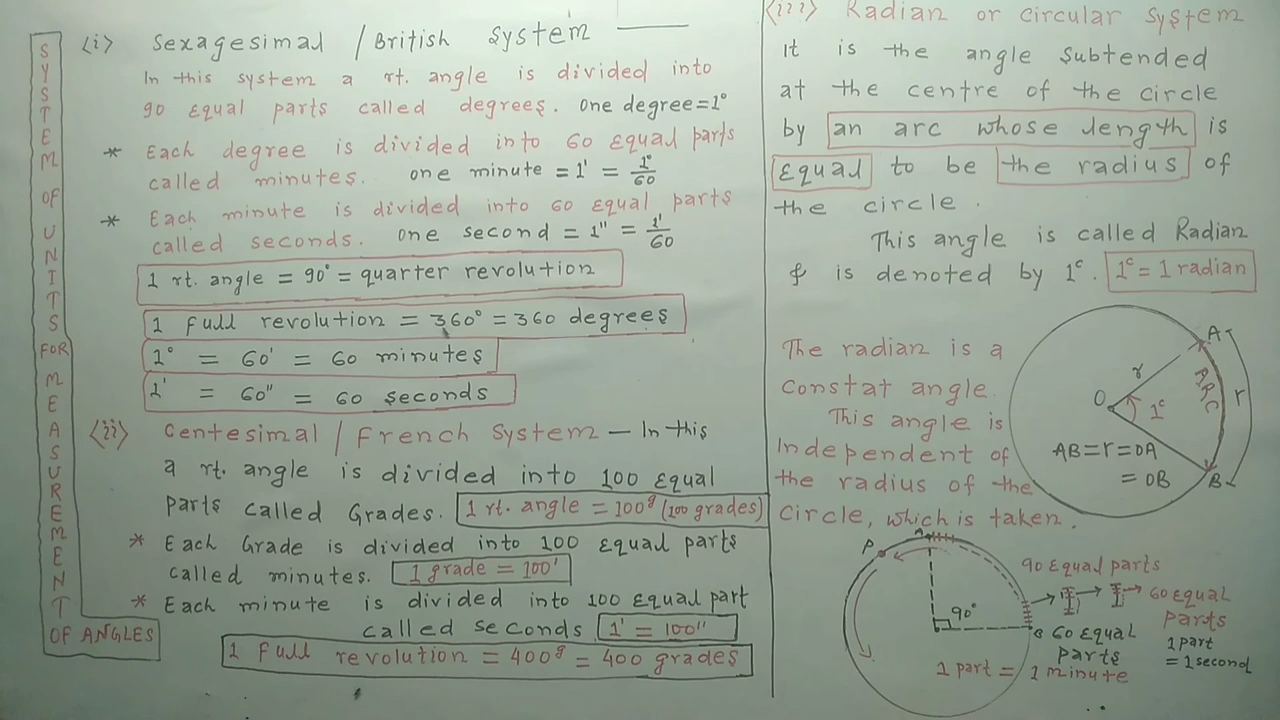 SYSTEM OF UNITS FOR MEASUREMENT
OF ANGLES
<i> Sexagesimal / British System
In this system a rt. angle is divided into
90 Equal parts called degrees. One degree=1°
* Each degree is divided into 60 Equal parts
called minutes. One minute = 1' = 1°/60
* Each minute is divided into 60 Equal parts
called seconds. One second = 1" = 1'/60
1 rt. angle = 90° = quarter revolution
1 Full revolution = 360° = 360 degrees
1° = 60' = 60 minutes
1' = 60" = 60 Seconds
<ii> Centesimal / French System — In this
a rt. angle is divided into 100 Equal
parts called Grades. 1 rt. angle = 100g (100 grades)
* Each Grade is divided into 100 Equal parts
called minutes. 1 grade = 100'
* Each minute is divided into 100 Equal part
called seconds 1' = 100"
1 Full revolution = 400g = 400 grades
<iii> Radian or circular System
It is the angle Subtended
at the centre of the circle
by an arc whose length is
Equal to be the radius of
the circle.
This angle is called Radian
& is denoted by 1c. 1c = 1 radian
The radian is a
Constat angle.
This angle is
Independent of
the radius of the
Circle, which is taken.
A
r
O
1c
ARC
r
AB=r=OA
= OB
B
P
A
90 Equal parts
60 Equal
parts
90°
B
60 Equal
parts
1 part
= 1 second
1 part = 1 minute